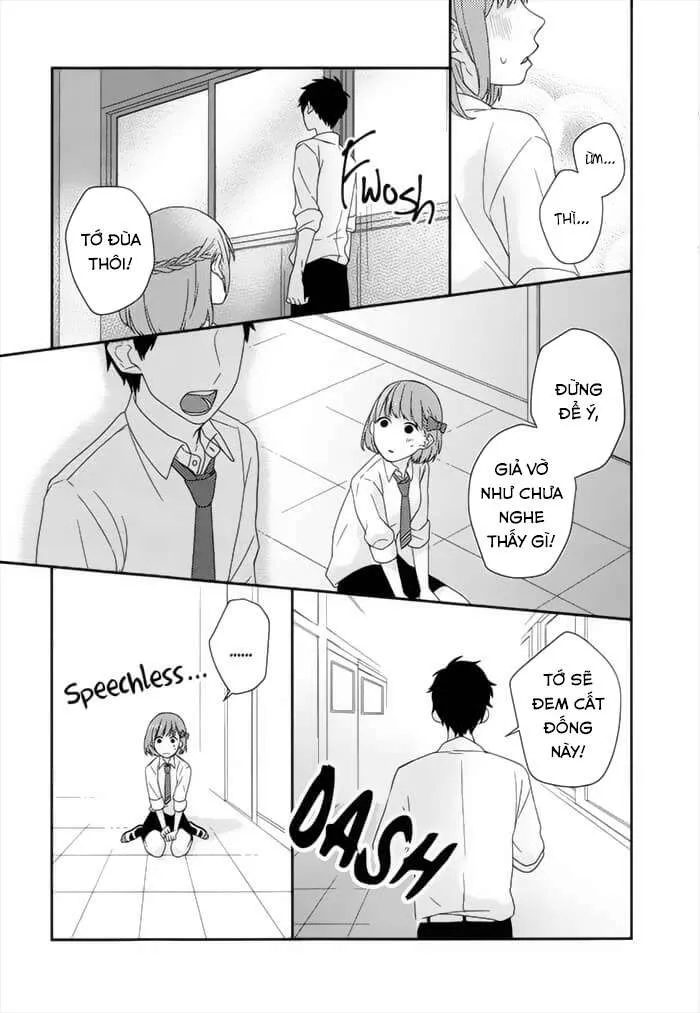 ỪM...
THÌ...
Fwosh
TỚ ĐÙA
THÔI!
ĐỪNG
ĐỂ Ý,
GIẢ VỜ
NHƯ CHƯA
NGHE
THẤY GÌ!
TỚ SẼ
ĐEM CẤT
ĐỐNG
NÀY!
DASH
......
Speechless...